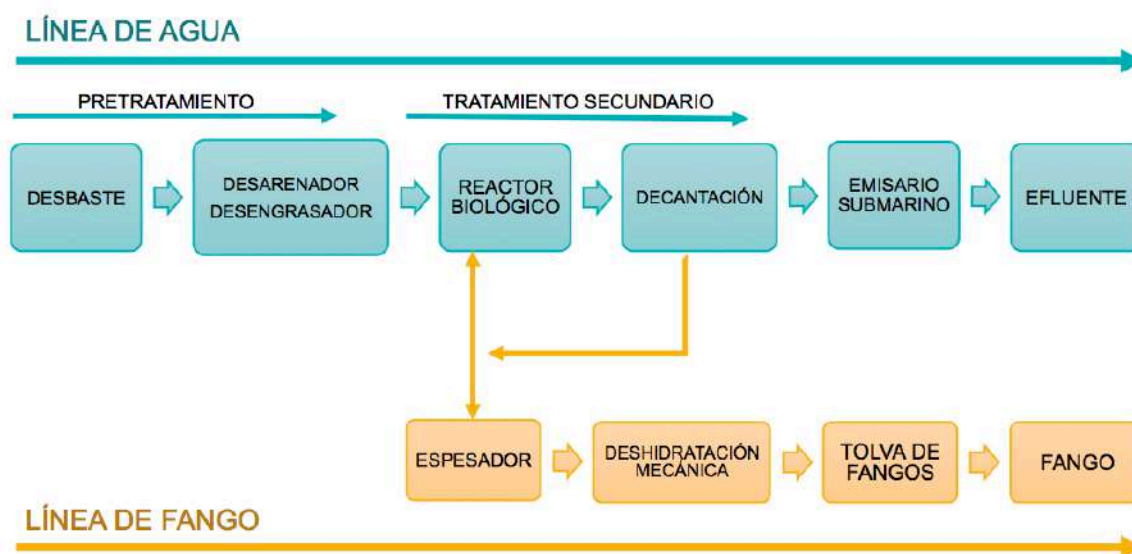 LÍNEA DE AGUA
PRETRATAMIENTO
TRATAMIENTO SECUNDARIO
DESBASTE
DESARENADOR
DESENGRASADOR
REACTOR
BIOLÓGICO
DECANTACIÓN
EMISARIO
SUBMARINO
EFLUENTE
ESPESADOR
DESHIDRATACIÓN
MECÁNICA
TOLVA DE
FANGOS
FANGO
LÍNEA DE FANGO